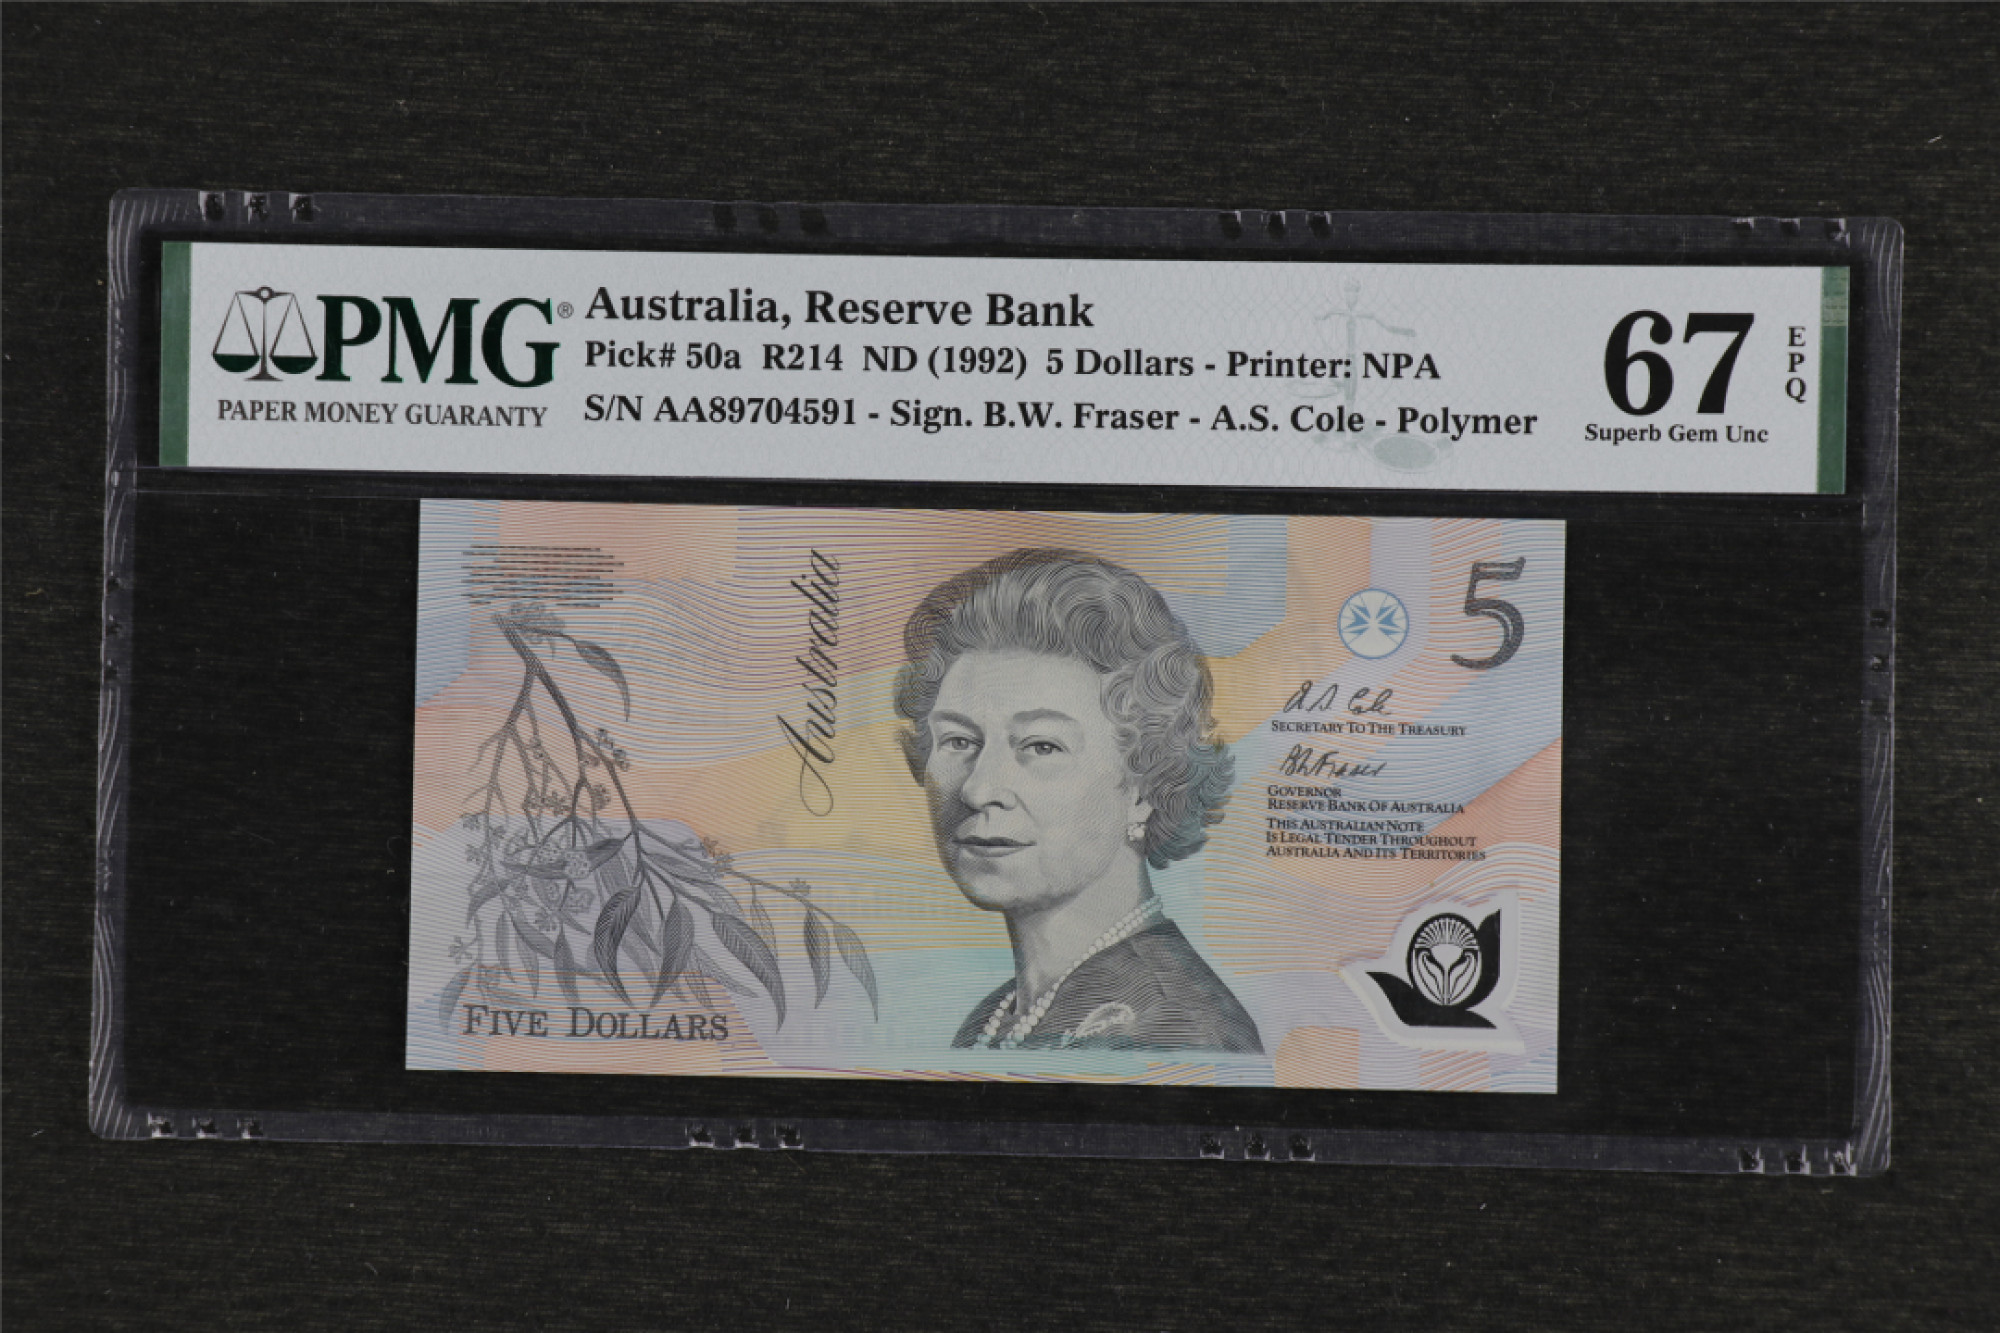 PMG®
PAPER MONEY GUARANTY
Australia, Reserve Bank
Pick# 50a R214 ND (1992) 5 Dollars - Printer: NPA
S/N AA89704591 - Sign. B.W. Fraser - A.S. Cole - Polymer
67
EPQ
Superb Gem Unc
Australia
5
A S Cole
SECRETARY TO THE TREASURY
BWFraser
GOVERNOR
RESERVE BANK OF AUSTRALIA
THIS AUSTRALIAN NOTE
IS LEGAL TENDER THROUGHOUT
AUSTRALIA AND ITS TERRITORIES
FIVE DOLLARS